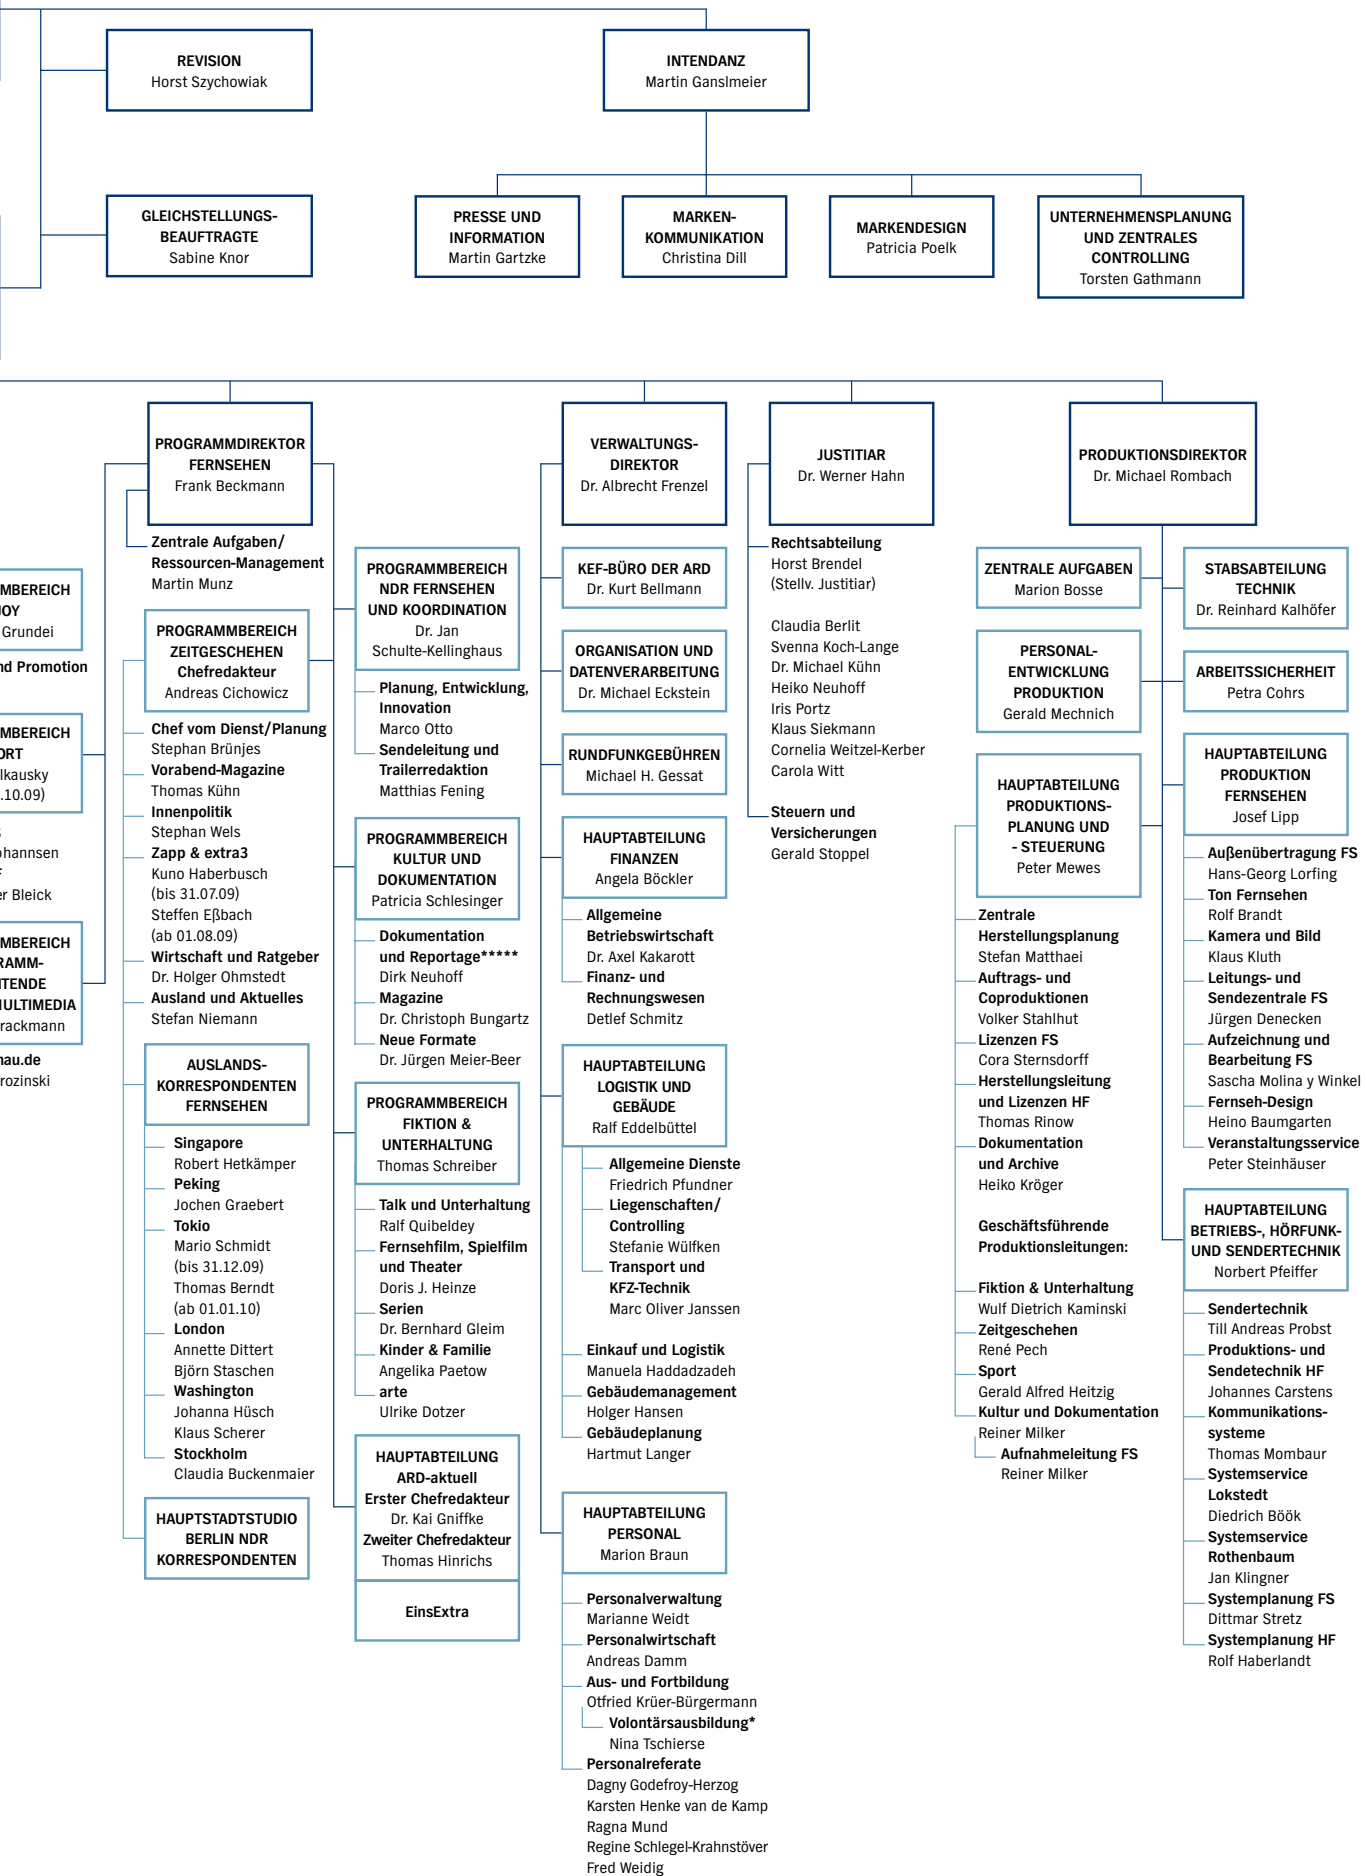 REVISION
Horst Szychowiak
INTENDANZ
Martin Ganslmeier
GLEICHSTELLUNGS-
BEAUFTRAGTE
Sabine Knor
PRESSE UND
INFORMATION
Martin Gartzke
MARKEN-
KOMMUNIKATION
Christina Dill
MARKENDESIGN
Patricia Poelk
UNTERNEHMENSPLANUNG
UND ZENTRALES
CONTROLLING
Torsten Gathmann
MBEREICH
JOY
Grundei
nd Promotion
MBEREICH
ORT
lkausky
.10.09)
ohannsen
er Bleick
MBEREICH
RAMM-
ITENDE
MULTIMEDIA
rackmann
nau.de
rozinski
PROGRAMMDIREKTOR
FERNSEHEN
Frank Beckmann
Zentrale Aufgaben/
Ressourcen-Management
Martin Munz
PROGRAMMBEREICH
ZEITGESCHEHEN
Chefredakteur
Andreas Cichowicz
Chef vom Dienst/Planung
Stephan Brünjes
Vorabend-Magazine
Thomas Kühn
Innenpolitik
Stephan Wels
Zapp & extra3
Kuno Haberbusch
(bis 31.07.09)
Steffen Eßbach
(ab 01.08.09)
Wirtschaft und Ratgeber
Dr. Holger Ohmstedt
Ausland und Aktuelles
Stefan Niemann
AUSLANDS-
KORRESPONDENTEN
FERNSEHEN
Singapore
Robert Hetkämper
Peking
Jochen Graebert
Tokio
Mario Schmidt
(bis 31.12.09)
Thomas Berndt
(ab 01.01.10)
London
Annette Dittert
Björn Staschen
Washington
Johanna Hüsch
Klaus Scherer
Stockholm
Claudia Buckenmaier
HAUPTSTADTSTUDIO
BERLIN NDR
KORRESPONDENTEN
PROGRAMMBEREICH
NDR FERNSEHEN
UND KOORDINATION
Dr. Jan
Schulte-Kellinghaus
Planung, Entwicklung,
Innovation
Marco Otto
Sendeleitung und
Trailerredaktion
Matthias Fening
PROGRAMMBEREICH
KULTUR UND
DOKUMENTATION
Patricia Schlesinger
Dokumentation
und Reportage*****
Dirk Neuhoff
Magazine
Dr. Christoph Bungartz
Neue Formate
Dr. Jürgen Meier-Beer
PROGRAMMBEREICH
FIKTION &
UNTERHALTUNG
Thomas Schreiber
Talk und Unterhaltung
Ralf Quibeldey
Fernsehfilm, Spielfilm
und Theater
Doris J. Heinze
Serien
Dr. Bernhard Gleim
Kinder & Familie
Angelika Paetow
arte
Ulrike Dotzer
HAUPTABTEILUNG
ARD-aktuell
Erster Chefredakteur
Dr. Kai Gniffke
Zweiter Chefredakteur
Thomas Hinrichs
EinsExtra
VERWALTUNGS-
DIREKTOR
Dr. Albrecht Frenzel
KEF-BÜRO DER ARD
Dr. Kurt Bellmann
ORGANISATION UND
DATENVERARBEITUNG
Dr. Michael Eckstein
RUNDFUNKGEBÜHREN
Michael H. Gessat
HAUPTABTEILUNG
FINANZEN
Angela Böckler
Allgemeine
Betriebswirtschaft
Dr. Axel Kakarott
Finanz- und
Rechnungswesen
Detlef Schmitz
HAUPTABTEILUNG
LOGISTIK UND
GEBÄUDE
Ralf Eddelbüttel
Allgemeine Dienste
Friedrich Pfundner
Liegenschaften/
Controlling
Stefanie Wülfken
Transport und
KFZ-Technik
Marc Oliver Janssen
Einkauf und Logistik
Manuela Haddadzadeh
Gebäudemanagement
Holger Hansen
Gebäudeplanung
Hartmut Langer
HAUPTABTEILUNG
PERSONAL
Marion Braun
Personalverwaltung
Marianne Weidt
Personalwirtschaft
Andreas Damm
Aus- und Fortbildung
Otfried Krüer-Bürgermann
Volontärsausbildung*
Nina Tschierse
Personalreferate
Dagny Godefroy-Herzog
Karsten Henke van de Kamp
Ragna Mund
Regine Schlegel-Krahnstöver
Fred Weidig
JUSTITIAR
Dr. Werner Hahn
Rechtsabteilung
Horst Brendel
(Stellv. Justitiar)
Claudia Berlit
Svenna Koch-Lange
Dr. Michael Kühn
Heiko Neuhoff
Iris Portz
Klaus Siekmann
Cornelia Weitzel-Kerber
Carola Witt
Steuern und
Versicherungen
Gerald Stoppel
PRODUKTIONSDIREKTOR
Dr. Michael Rombach
ZENTRALE AUFGABEN
Marion Bosse
PERSONAL-
ENTWICKLUNG
PRODUKTION
Gerald Mechnich
HAUPTABTEILUNG
PRODUKTIONS-
PLANUNG UND
- STEUERUNG
Peter Mewes
Zentrale
Herstellungsplanung
Stefan Matthaei
Auftrags- und
Coproduktionen
Volker Stahlhut
Lizenzen FS
Cora Sternsdorff
Herstellungsleitung
und Lizenzen HF
Thomas Rinow
Dokumentation
und Archive
Heiko Kröger
Geschäftsführende
Produktionsleitungen:
Fiktion & Unterhaltung
Wulf Dietrich Kaminski
Zeitgeschehen
René Pech
Sport
Gerald Alfred Heitzig
Kultur und Dokumentation
Reiner Milker
Aufnahmeleitung FS
Reiner Milker
STABSABTEILUNG
TECHNIK
Dr. Reinhard Kalhöfer
ARBEITSSICHERHEIT
Petra Cohrs
HAUPTABTEILUNG
PRODUKTION
FERNSEHEN
Josef Lipp
Außenübertragung FS
Hans-Georg Lorfing
Ton Fernsehen
Rolf Brandt
Kamera und Bild
Klaus Kluth
Leitungs- und
Sendezentrale FS
Jürgen Denecken
Aufzeichnung und
Bearbeitung FS
Sascha Molina y Winkel
Fernseh-Design
Heino Baumgarten
Veranstaltungsservice
Peter Steinhäuser
HAUPTABTEILUNG
BETRIEBS-, HÖRFUNK-
UND SENDERTECHNIK
Norbert Pfeiffer
Sendertechnik
Till Andreas Probst
Produktions- und
Sendetechnik HF
Johannes Carstens
Kommunikations-
systeme
Thomas Mombaur
Systemservice
Lokstedt
Diedrich Böök
Systemservice
Rothenbaum
Jan Klingner
Systemplanung FS
Dittmar Stretz
Systemplanung HF
Rolf Haberlandt